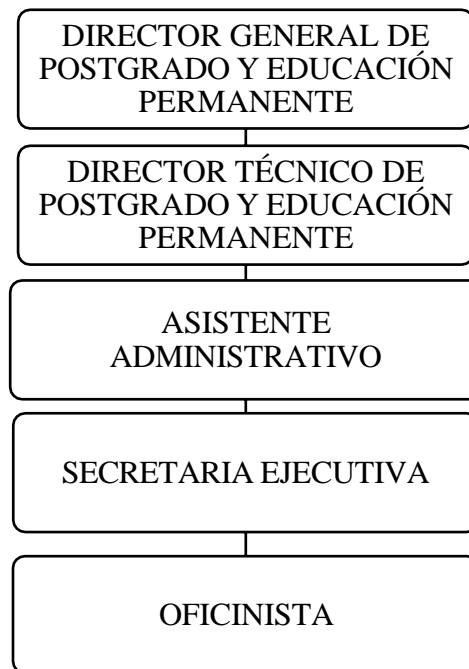 DIRECTOR GENERAL DE
POSTGRADO Y EDUCACIÓN
PERMANENTE
DIRECTOR TÉCNICO DE
POSTGRADO Y EDUCACIÓN
PERMANENTE
ASISTENTE
ADMINISTRATIVO
SECRETARIA EJECUTIVA
OFICINISTA